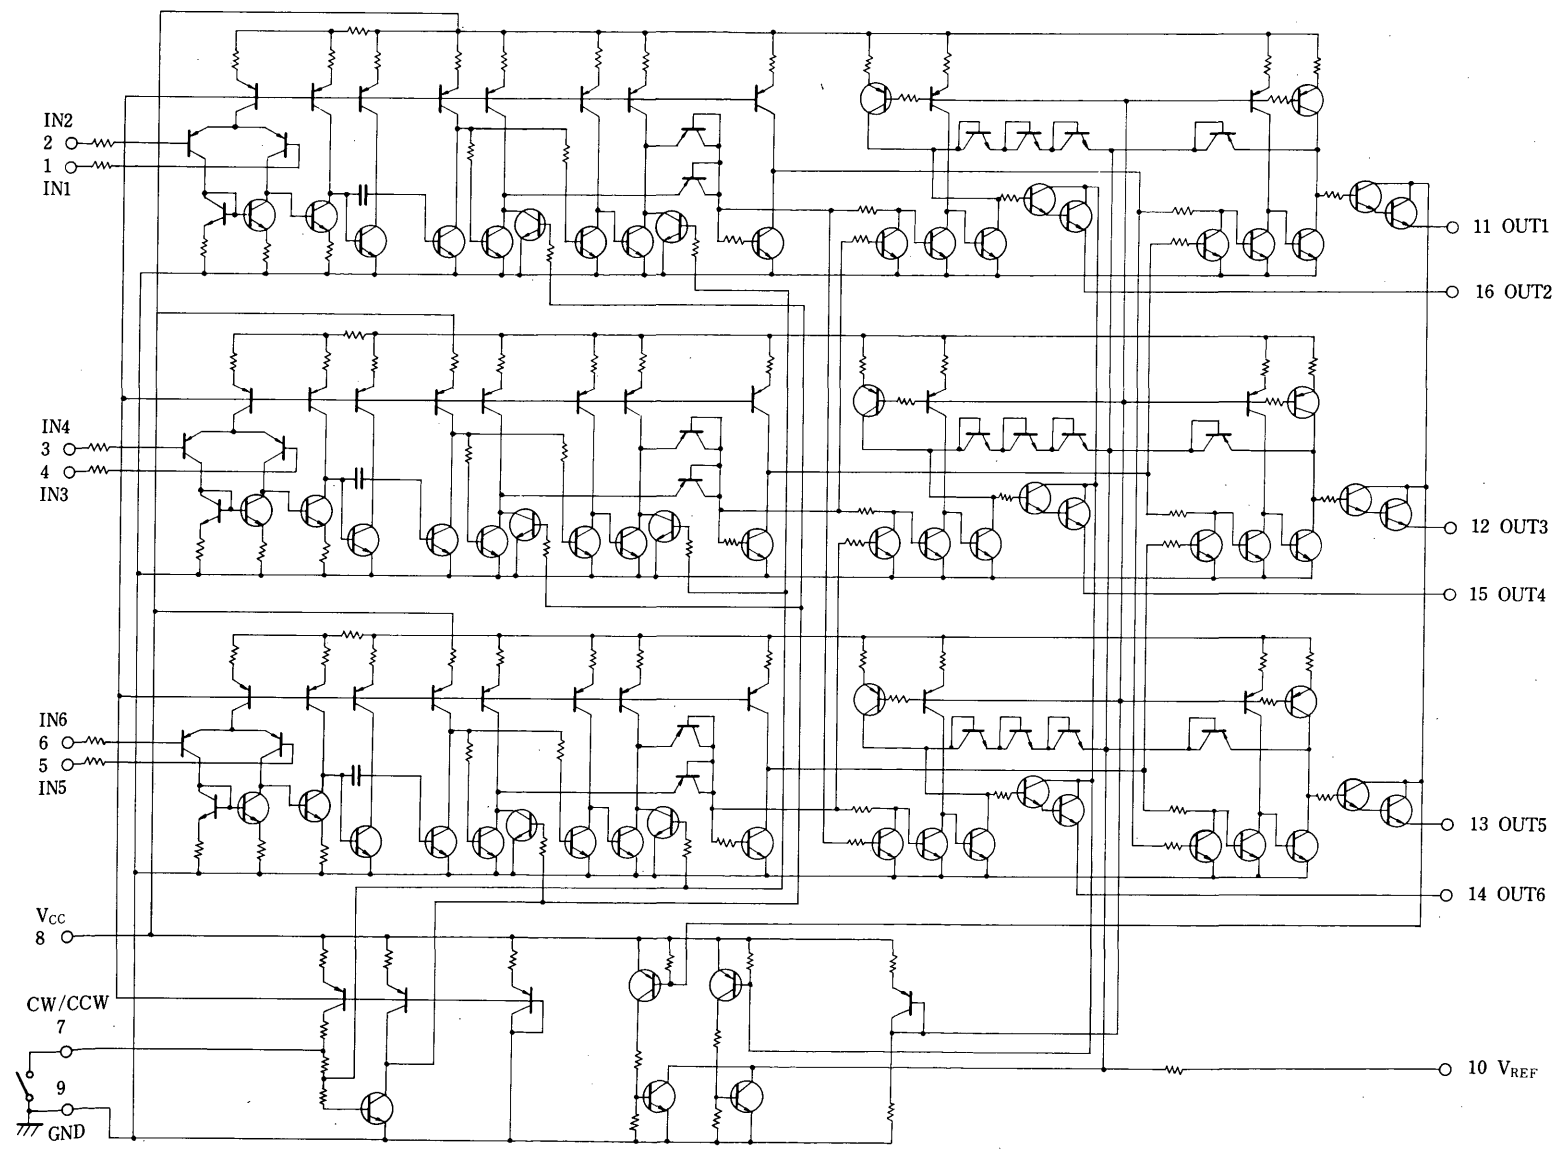 IN2
2
1
IN1
11 OUT1
16 OUT2
IN4
3
4
IN3
12 OUT3
15 OUT4
IN6
6
5
IN5
13 OUT5
14 OUT6
VCC
8
CW/CCW
7
10 VREF
9
GND